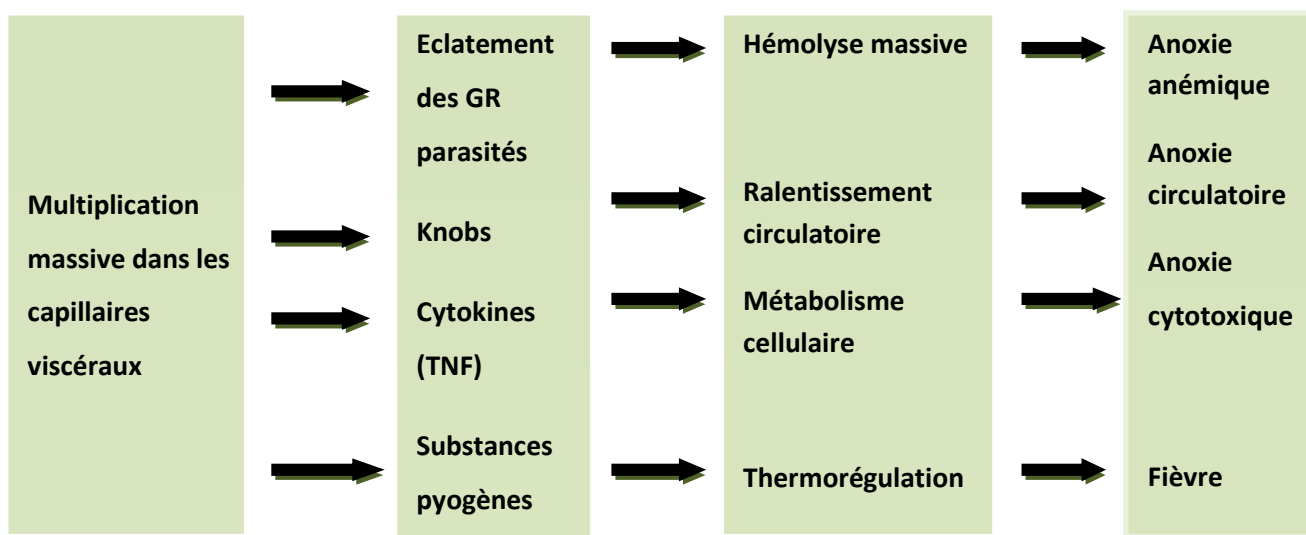 Multiplication
massive dans les
capillaires
viscéraux
Eclatement
des GR
parasités
Knobs
Cytokines
(TNF)
Substances
pyogènes
Hémolyse massive
Ralentissement
circulatoire
Métabolisme
cellulaire
Thermorégulation
Anoxie
anémique
Anoxie
circulatoire
Anoxie
cytotoxique
Fièvre